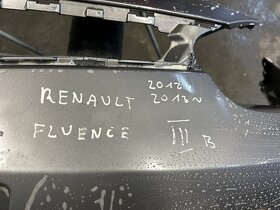 2012
RENAULT 2013
FLUENCE III B